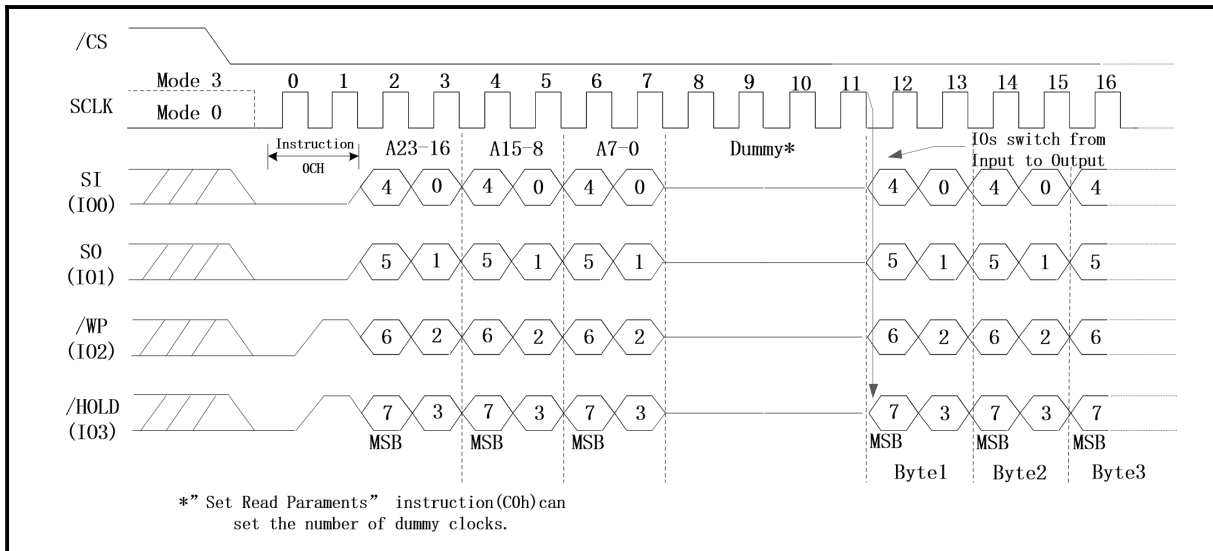 /CS
Mode 3 0 1 2 3 4 5 6 7 8 9 10 11 12 13 14 15 16
SCLK
Mode 0
Instruction A23-16 A15-8 A7-0 Dummy* IOs switch from
0CH Input to Output
SI
(IO0) 4 0 4 0 4 0 4 0 4 0 4
SO
(IO1) 5 1 5 1 5 1 5 1 5 1 5
/WP
(IO2) 6 2 6 2 6 2 6 2 6 2 6
/HOLD
(IO3) 7 3 7 3 7 3 7 3 7 3 7
MSB MSB MSB MSB MSB MSB
Byte1 Byte2 Byte3
*” Set Read Paraments” instruction(C0h)can
set the number of dummy clocks.